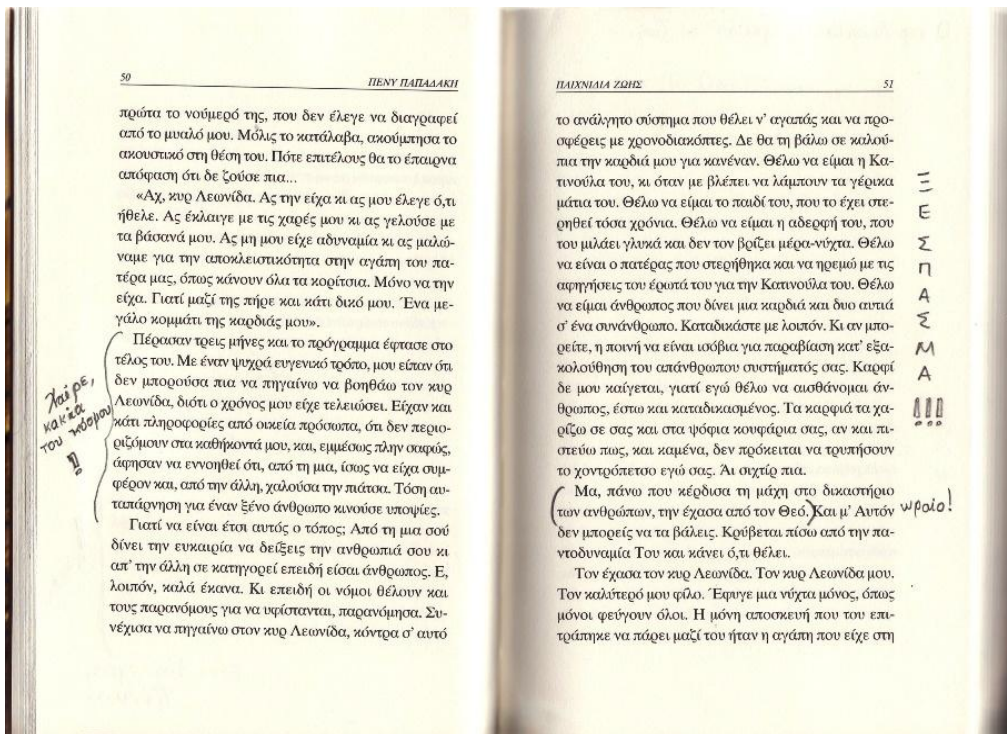 50
ΠΕΝΥ ΠΑΠΑΔΑΚΗ
πρώτα το νούμερό της, που δεν έλεγε να διαγραφεί
από το μυαλό μου. Μόλις το κατάλαβα, ακούμπησα το
ακουστικό στη θέση του. Πότε επιτέλους θα το έπαιρνα
απόφαση ότι δε ζούσε πια...
«Αχ, κυρ Λεωνίδα. Ας την είχα κι ας μου έλεγε ό,τι
ήθελε. Ας έκλαιγε με τις χαρές μου κι ας γελούσε με
τα βάσανά μου. Ας μη μου είχε αδυναμία κι ας μαλώ-
ναμε για την αποκλειστικότητα στην αγάπη του πα-
τέρα μας, όπως κάνουν όλα τα κορίτσια. Μόνο να την
είχα. Γιατί μαζί της πήρε και κάτι δικό μου. Ένα με-
γάλο κομμάτι της καρδιάς μου».
Πέρασαν τρεις μήνες και το πρόγραμμα έφτασε στο
τέλος του. Με έναν ψυχρά ευγενικό τρόπο, μου είπαν ότι
δεν μπορούσα πια να πηγαίνω να βοηθάω τον κυρ
Λεωνίδα, διότι ο χρόνος μου είχε τελειώσει. Είχαν και
κάτι πληροφορίες από οικεία πρόσωπα, ότι δεν περιο-
ριζόμουν στα καθήκοντά μου, και, εμμέσως πλην σαφώς,
άφησαν να εννοηθεί ότι, από τη μια, ίσως να είχα συμ-
φέρον και, από την άλλη, χαλούσα την πιάτσα. Τόση αυ-
ταπάρνηση για έναν ξένο άνθρωπο κινούσε υποψίες.
Γιατί να είναι έτσι αυτός ο τόπος; Από τη μια σού
δίνει την ευκαιρία να δείξεις την ανθρωπιά σου κι
απ' την άλλη σε κατηγορεί επειδή είσαι άνθρωπος. Ε,
λοιπόν, καλά έκανα. Κι επειδή οι νόμοι θέλουν και
τους παρανόμους για να υφίστανται, παρανόμησα. Συ-
νέχισα να πηγαίνω στον κυρ Λεωνίδα, κόντρα σ' αυτό
Χαίρε,
κακία
του κόσμου
!
ΠΑΙΧΝΙΔΙΑ ΖΩΗΣ
51
το ανάλγητο σύστημα που θέλει ν' αγαπάς και να προ-
σφέρεις με χρονοδιακόπτες. Δε θα τη βάλω σε καλού-
πια την καρδιά μου για κανέναν. Θέλω να είμαι η Κα-
τινούλα του, κι όταν με βλέπει να λάμπουν τα γέρικα
μάτια του. Θέλω να είμαι το παιδί του, που το έχει στε-
ρηθεί τόσα χρόνια. Θέλω να είμαι η αδερφή του, που
του μιλάει γλυκά και δεν τον βρίζει μέρα-νύχτα. Θέλω
να είναι ο πατέρας που στερήθηκα και να ηρεμώ με τις
αφηγήσεις του έρωτά του για την Κατινούλα του. Θέλω
να είμαι άνθρωπος που δίνει μια καρδιά και δυο αυτιά
σ' ένα συνάνθρωπο. Καταδικάστε με λοιπόν. Κι αν μπο-
ρείτε, η ποινή να είναι ισόβια για παραβίαση κατ' εξα-
κολούθηση του απάνθρωπου συστήματός σας. Καρφί
δε μου καίγεται, γιατί εγώ θέλω να αισθάνομαι άν-
θρωπος, έστω και καταδικασμένος. Τα καρφιά τα χα-
ρίζω σε σας και στα ψόφια κουφάρια σας, αν και πι-
στεύω πως, και καμένα, δεν πρόκειται να τρυπήσουν
το χοντρόπετσο εγώ σας. Άι σιχτίρ πια.
Μα, πάνω που κέρδισα τη μάχη στο δικαστήριο
των ανθρώπων, την έχασα από τον Θεό. Και μ' Αυτόν
δεν μπορείς να τα βάλεις. Κρύβεται πίσω από την πα-
ντοδυναμία Του και κάνει ό,τι θέλει.
Τον έχασα τον κυρ Λεωνίδα. Τον κυρ Λεωνίδα μου.
Τον καλύτερό μου φίλο. Έφυγε μια νύχτα μόνος, όπως
μόνοι φεύγουν όλοι. Η μόνη αποσκευή που του επι-
τράπηκε να πάρει μαζί του ήταν η αγάπη που είχε στη
ΞΕΣΠΑΣΜΑ
!!!
ωραίο!